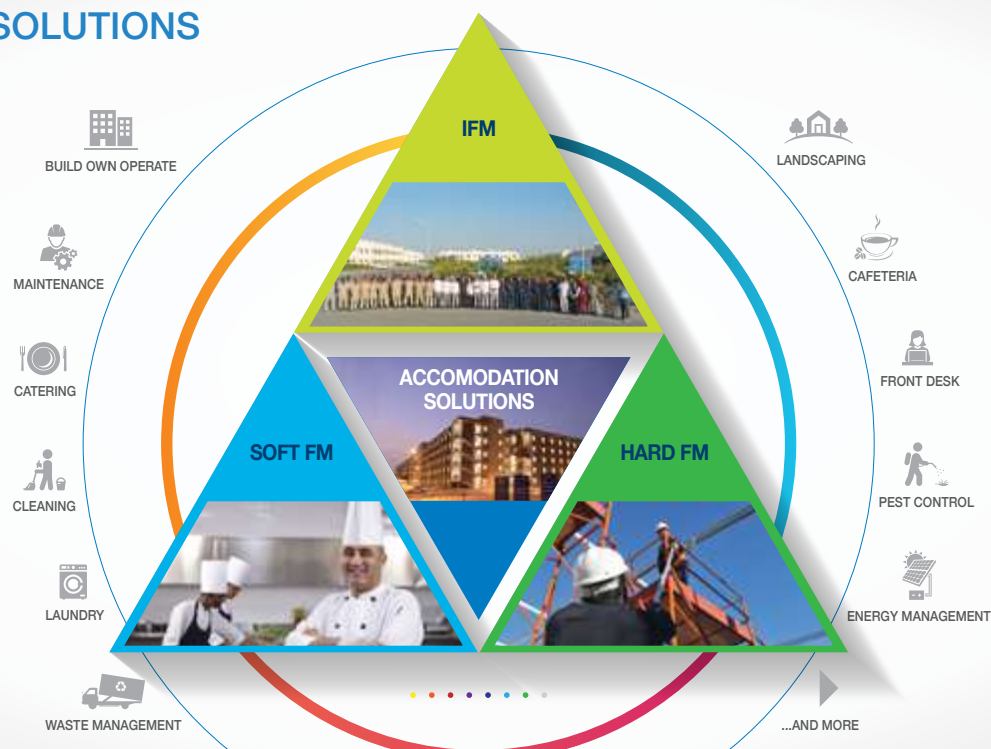 SOLUTIONS
IFM
BUILD OWN OPERATE
LANDSCAPING
MAINTENANCE
CAFETERIA
ACCOMODATION
SOLUTIONS
CATERING
FRONT DESK
SOFT FM
HARD FM
CLEANING
PEST CONTROL
LAUNDRY
ENERGY MANAGEMENT
WASTE MANAGEMENT
...AND MORE